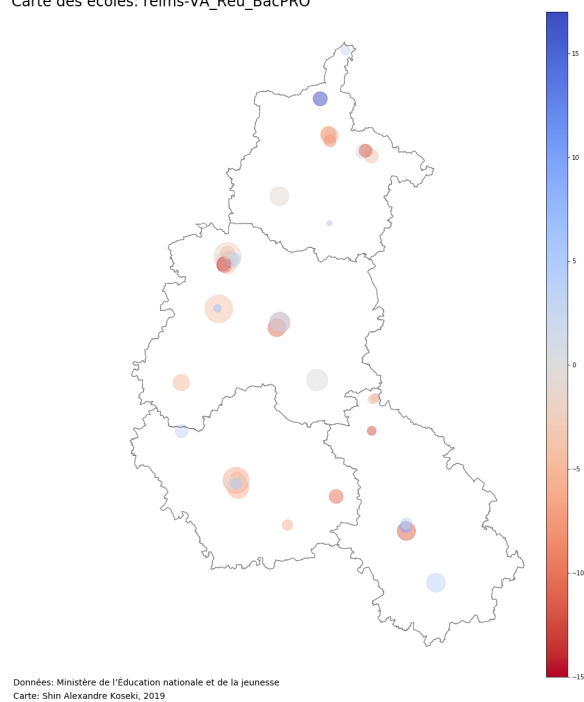 Carte des écoles: reims-VA_Reu_BacPRO
15
10
5
0
−5
−10
−15
Données: Ministère de l'Éducation nationale et de la jeunesse
Carte: Shin Alexandre Koseki, 2019